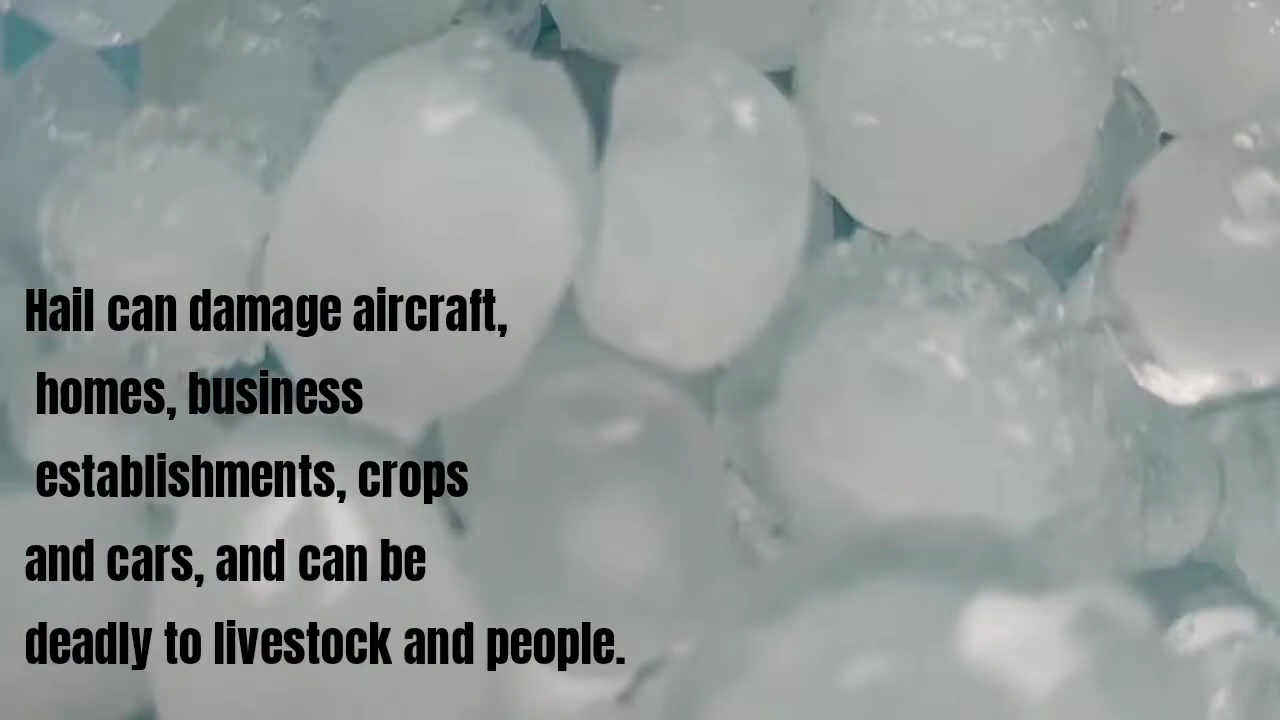 Hail can damage aircraft,
homes, business
establishments, crops
and cars, and can be
deadly to livestock and people.